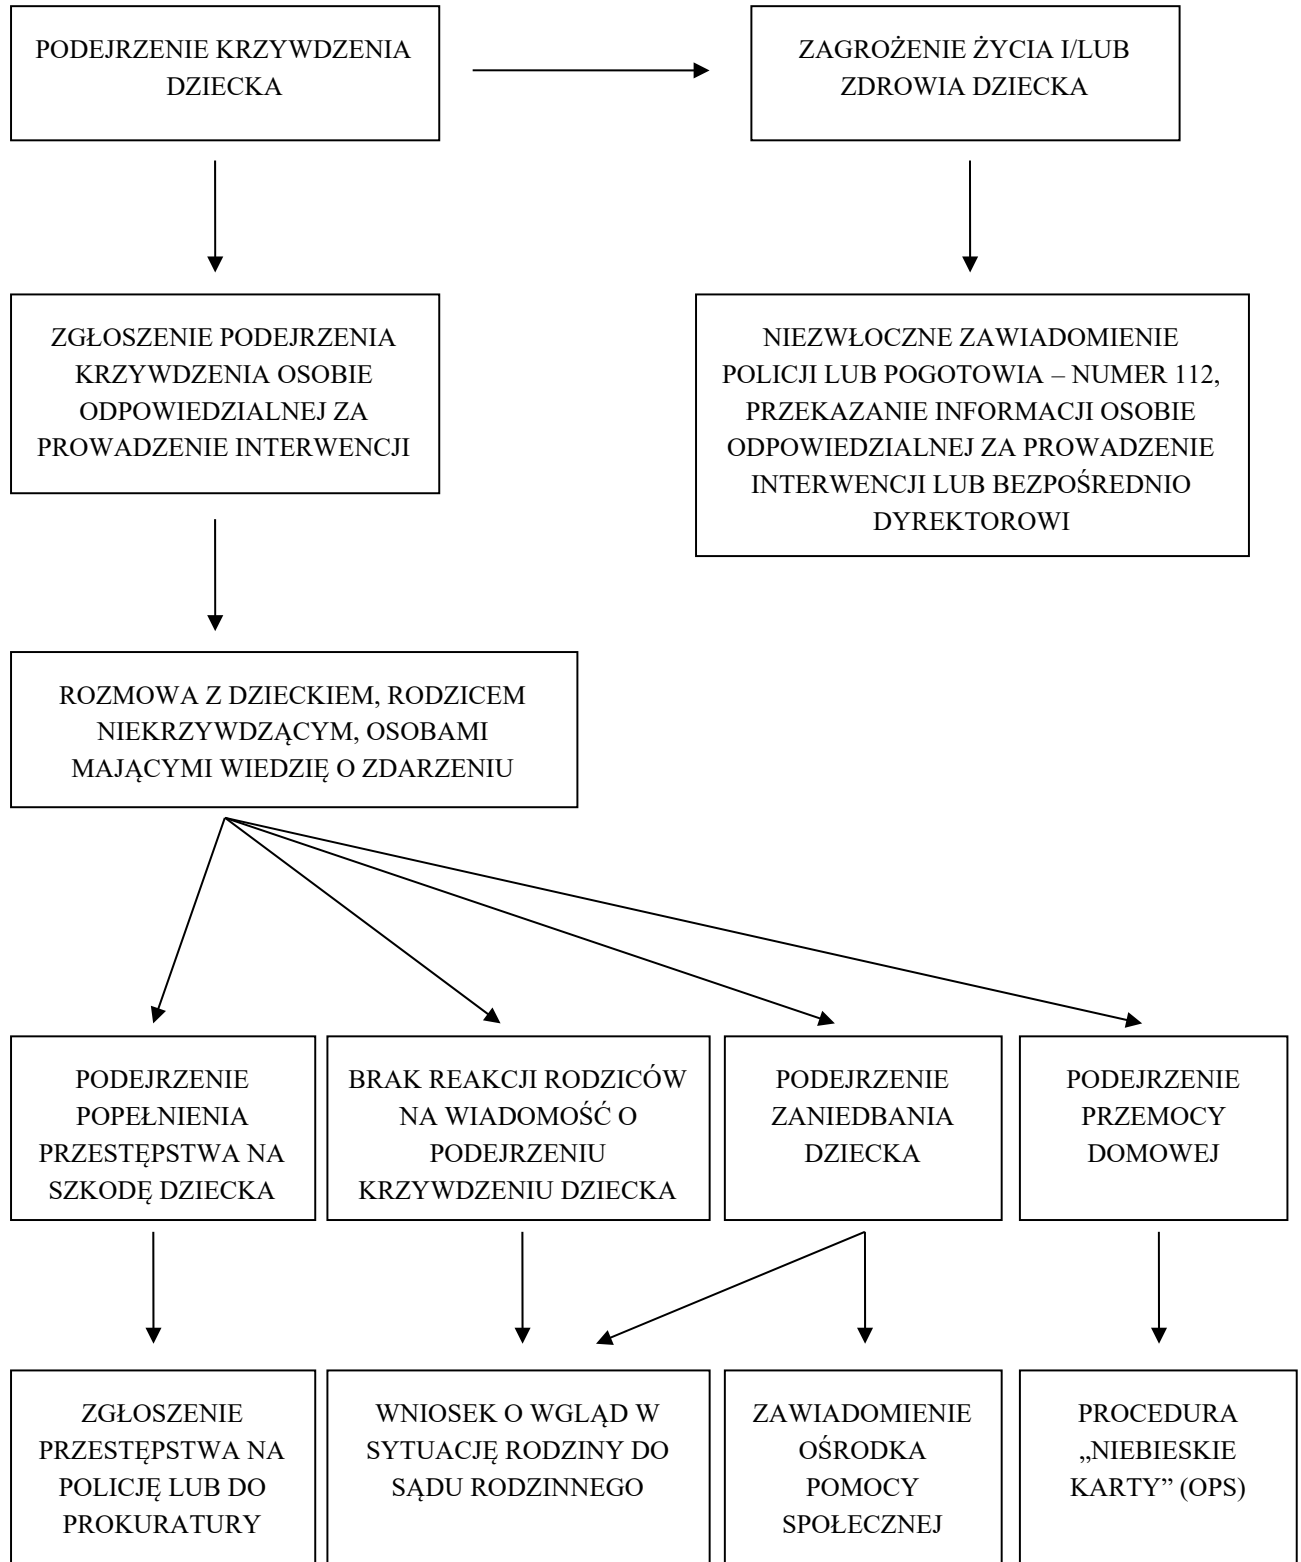 PODEJRZENIE KRZYWDZENIA
DZIECKA
ZAGROŻENIE ŻYCIA I/LUB
ZDROWIA DZIECKA
ZGŁOSZENIE PODEJRZENIA
KRZYWDZENIA OSOBIE
ODPOWIEDZIALNEJ ZA
PROWADZENIE INTERWENCJI
NIEZWŁOCZNE ZAWIADOMIENIE
POLICJI LUB POGOTOWIA – NUMER 112,
PRZEKAZANIE INFORMACJI OSOBIE
ODPOWIEDZIALNEJ ZA PROWADZENIE
INTERWENCJI LUB BEZPOŚREDNIO
DYREKTOROWI
ROZMOWA Z DZIECKIEM, RODZICEM
NIEKRZYWDZĄCYM, OSOBAMI
MAJĄCYMI WIEDZIĘ O ZDARZENIU
PODEJRZENIE
POPEŁNIENIA
PRZESTĘPSTWA NA
SZKODĘ DZIECKA
BRAK REAKCJI RODZICÓW
NA WIADOMOŚĆ O
PODEJRZENIU
KRZYWDZENIU DZIECKA
PODEJRZENIE
ZANIEDBANIA
DZIECKA
PODEJRZENIE
PRZEMOCY
DOMOWEJ
ZGŁOSZENIE
PRZESTĘPSTWA NA
POLICJĘ LUB DO
PROKURATURY
WNIOSEK O WGLĄD W
SYTUACJĘ RODZINY DO
SĄDU RODZINNEGO
ZAWIADOMIENIE
OŚRODKA
POMOCY
SPOŁECZNEJ
PROCEDURA
„NIEBIESKIE
KARTY” (OPS)